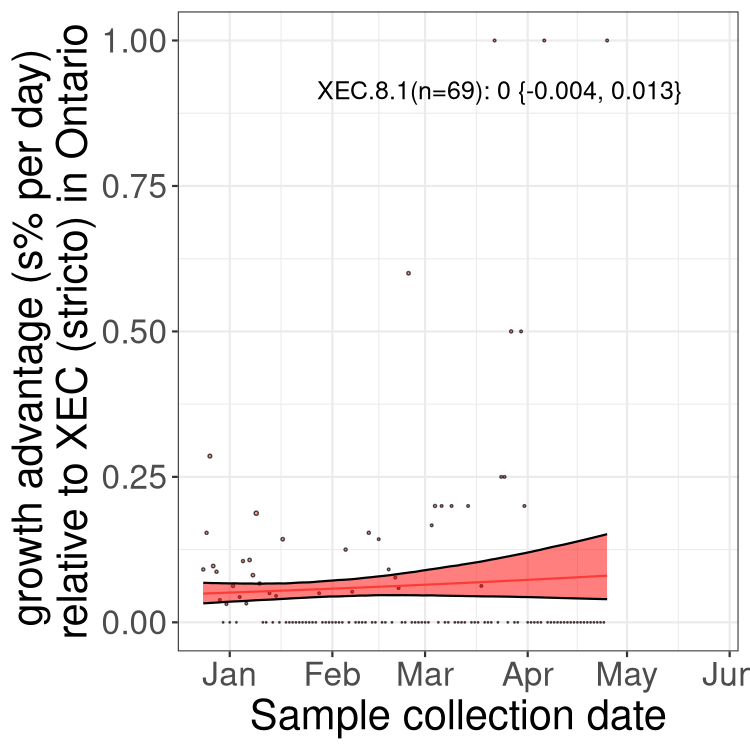 growth advantage (s% per day)
relative to XEC (stricto) in Ontario
1.00
0.75
0.50
0.25
0.00
XEC.8.1(n=69): 0 {-0.004, 0.013}
Jan Feb Mar Apr May Jun
Sample collection date